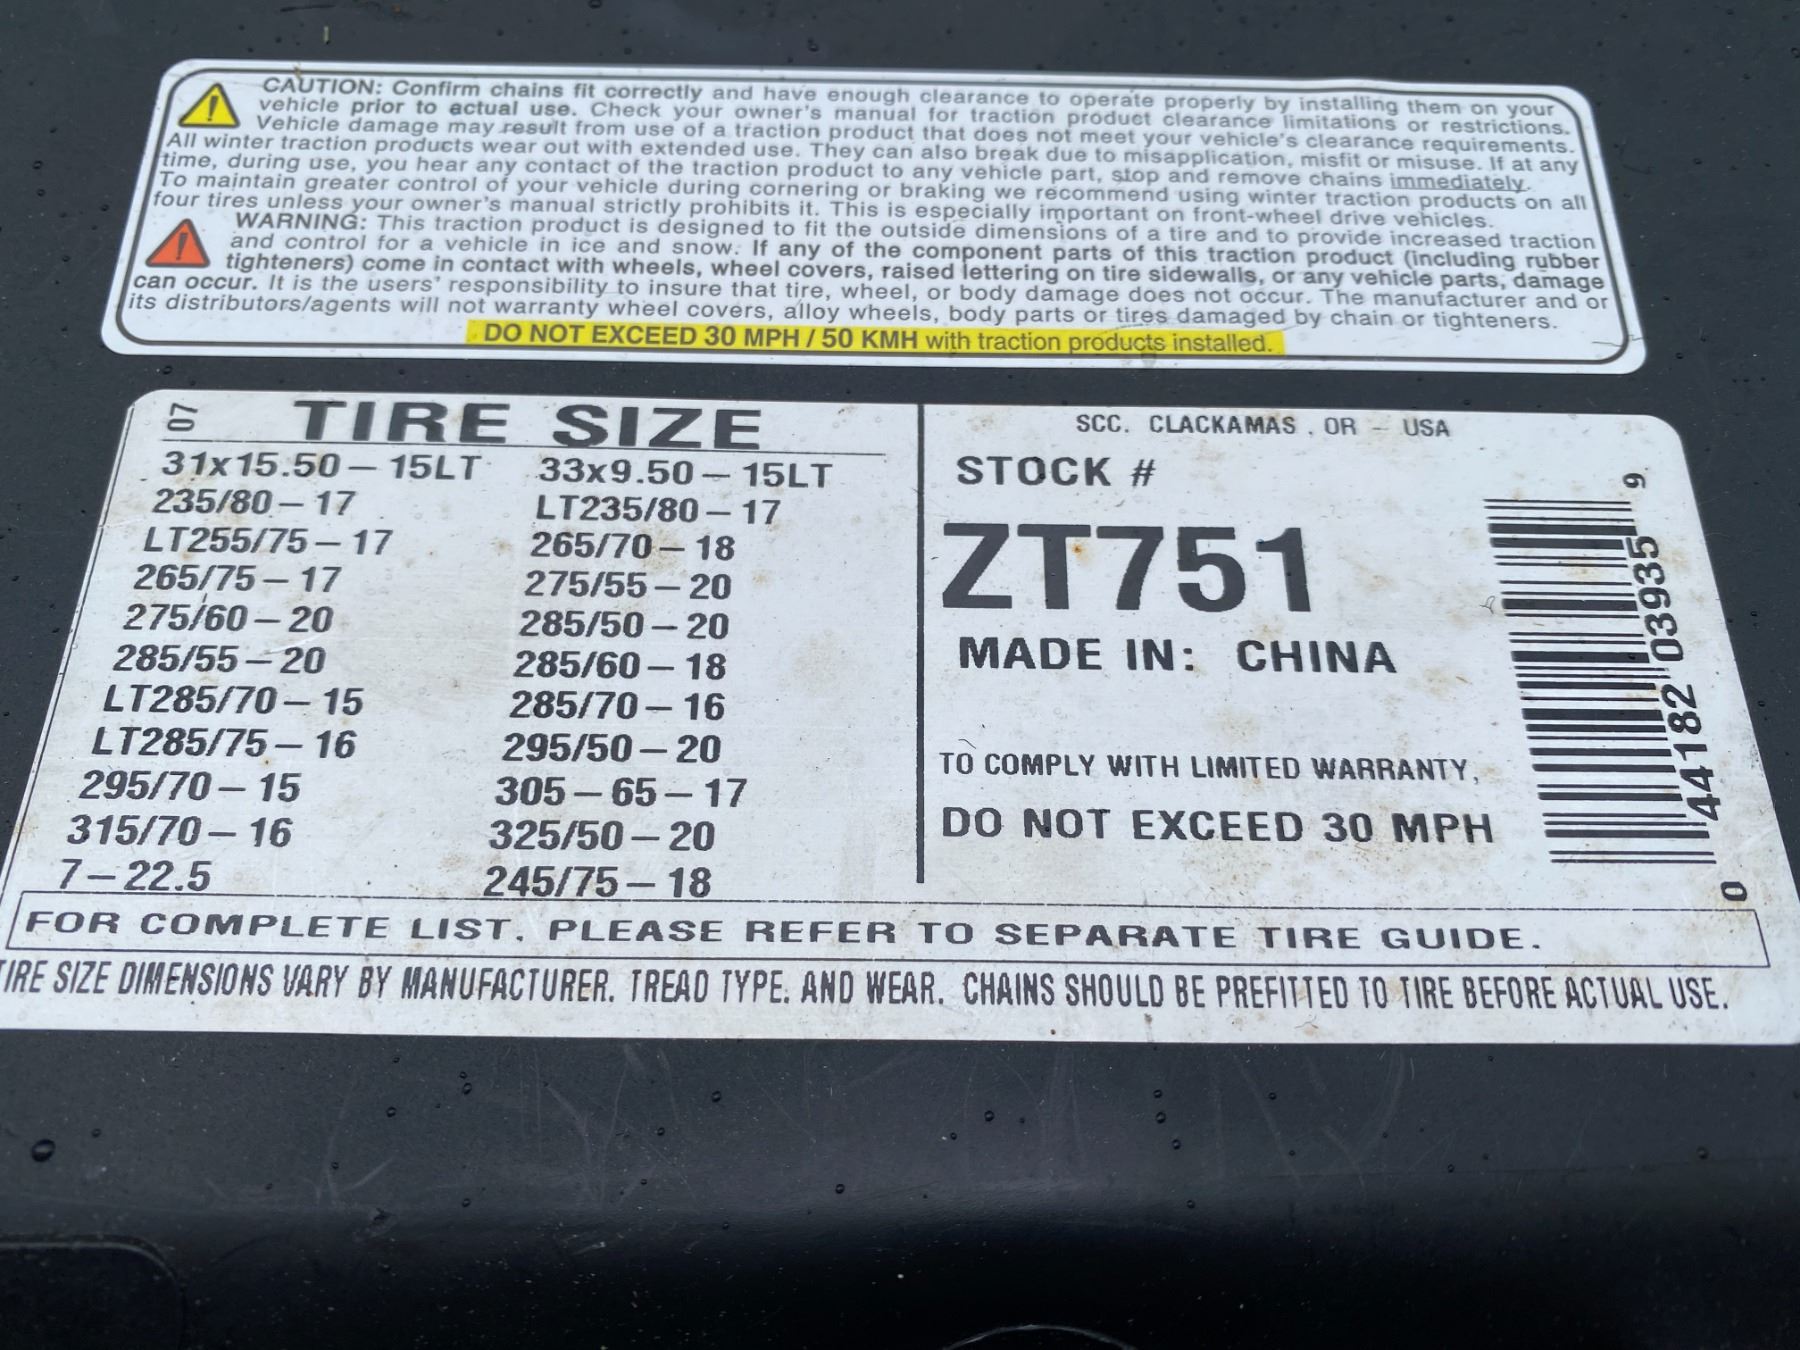 CAUTION: Confirm chains fit correctly and have enough clearance to operate properly by installing them on your
vehicle prior to actual use. Check your owner's manual for traction product clearance limitations or restrictions.
Vehicle damage may result from use of a traction product that does not meet your vehicle's clearance requirements.
All winter traction products wear out with extended use. They can also break due to misapplication, misfit or misuse. If at any
time, during use, you hear any contact of the traction product to any vehicle part, stop and remove chains immediately.
To maintain greater control of your vehicle during cornering or braking we recommend using winter traction products on all
four tires unless your owner's manual strictly prohibits it. This is especially important on front-wheel drive vehicles.
WARNING: This traction product is designed to fit the outside dimensions of a tire and to provide increased traction
and control for a vehicle in ice and snow. If any of the component parts of this traction product (including rubber
tighteners) come in contact with wheels, wheel covers, raised lettering on tire sidewalls, or any vehicle parts, damage
can occur. It is the users' responsibility to insure that tire, wheel, or body damage does not occur. The manufacturer and or
its distributors/agents will not warranty wheel covers, alloy wheels, body parts or tires damaged by chain or tighteners.
DO NOT EXCEED 30 MPH / 50 KMH with traction products installed.
07 TIRE SIZE
31x15.50-15LT 33x9.50-15LT
235/80-17 LT235/80-17
LT255/75-17 265/70-18
265/75-17 275/55-20
275/60-20 285/50-20
285/55-20 285/60-18
LT285/70-15 285/70-16
LT285/75-16 295/50-20
295/70-15 305-65-17
315/70-16 325/50-20
7-22.5 245/75-18
SCC. CLACKAMAS, OR - USA
STOCK #
ZT751
MADE IN: CHINA
TO COMPLY WITH LIMITED WARRANTY,
DO NOT EXCEED 30 MPH
0 44182 03935 9
FOR COMPLETE LIST, PLEASE REFER TO SEPARATE TIRE GUIDE.
TIRE SIZE DIMENSIONS VARY BY MANUFACTURER, TREAD TYPE, AND WEAR. CHAINS SHOULD BE PREFITTED TO TIRE BEFORE ACTUAL USE.